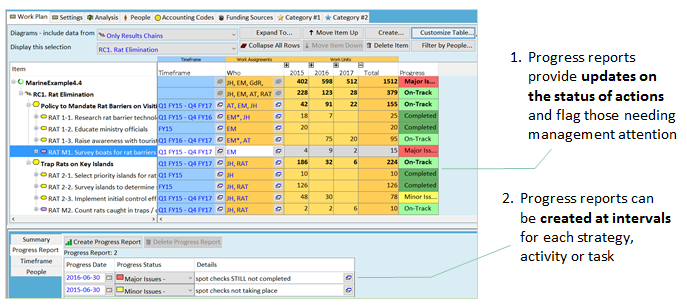 Work Plan Settings Analysis People Accounting Codes Funding Sources Category #1 Category #2
Diagrams - include data from Only Results Chains Expand To... Move Item Up Create... Customize Table...
Display this selection RC1. Rat Elimination Collapse All Rows Move Item Down Delete Item Filter by People...
Timeframe Work Assignments Work Units
Item Timeframe Who 2015 2016 2017 Total Progress
MarineExample4.4 JH, EM, GdR, 402 598 512 1512 Major Is...
RC1. Rat Elimination JH, EM, AT, RAT 228 123 28 379 On-Track
Policy to Mandate Rat Barriers on Visiti Q1 FY15 - Q4 FY17 AT, EM, JH 42 91 22 155 On-Track
RAT 1-1. Research rat barrier technol Q1 FY15 - Q4 FY16 EM*, JH 18 7 25 Completed
RAT 1-2. Educate ministry officials FY15 EM 20 20 Completed
RAT 1-3. Raise awareness with tourist Q1 FY16 - Q4 FY17 EM*, AT 75 20 95 Completed
RAT M1. Survey boats for rat barriers Q1 FY15 - Q4 FY17 EM 4 9 2 15 Major Iss...
Trap Rats on Key Islands Q1 FY15 - Q4 FY17 JH, RAT 186 32 6 224 On-Track
RAT 2-1. Select priority islands for ra FY15 JH 10 10 Completed
RAT 2-2. Survey islands to determine FY15 JH, RAT 126 126 Completed
RAT 2-3. Implement initial control eff Q1 FY15 - Q4 FY16 JH, RAT 48 30 78 Minor Iss...
RAT M2. Count rats caught in traps / Q1 FY15 - Q4 FY17 JH, RAT 2 2 6 10 On-Track
Summary
Progress Report
Timeframe
People
Create Progress Report Delete Progress Report
Progress Report: 2
Progress Date Progress Status Details
2016-06-30 Major Issues - spot checks STILL not completed
2015-06-30 Minor Issues - spot checks not taking place
1. Progress reports
provide updates on
the status of actions
and flag those needing
management attention
2. Progress reports can
be created at intervals
for each strategy,
activity or task